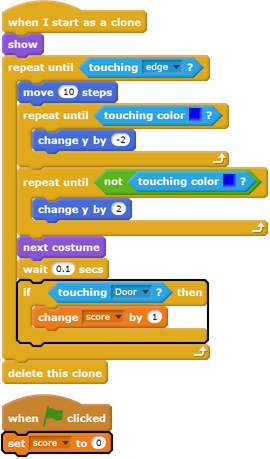 when I start as a clone
show
repeat until touching edge ?
move 10 steps
repeat until touching color ?
change y by -2
repeat until not touching color ?
change y by 2
next costume
wait 0.1 secs
if touching Door ? then
change score by 1
delete this clone
when clicked
set score to 0